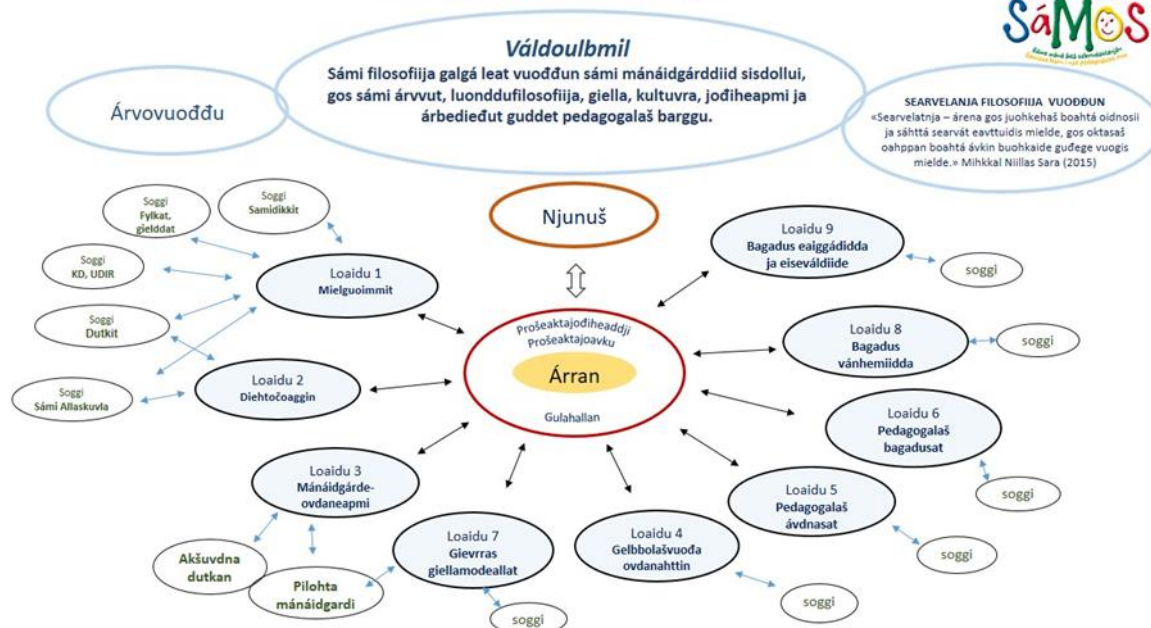 SáMOS
Váldoulbmil
Sámi filosofiija galgá leat vuođđun sámi mánáidgárddiid sisdollui,
gos sámi árvvut, luonddufilosofiija, giella, kultuvra, jođiheapmi ja
árbedieđut guddet pedagogalaš barggu.
Árvovuođđu
SEARVELANJA FILOSOFIIJA VUOĐĐUN
«Searvelatnja – árena gos juohkehaš boahtá oidnosii
ja sáhttá searvát eavttuidis mielde, gos oktasaš
oahppan boahtá ávkin buohkaide guđege vuogis
mielde.» Mihkkal Niillas Sara (2015)
Soggi
Fylkat,
gielddat
Soggi
Samidikkit
Njunuš
Loaidu 9
Bagadus eaiggádidda
ja eiseváldiide
soggi
Soggi
KD, UDIR
Loaidu 1
Mielguoimmit
Prošeaktajođiheaddji
Prošeaktajoavku
Árran
Gulahallan
Loaidu 8
Bagadus
vánhemiidda
soggi
Soggi
Dutkit
Loaidu 2
Diehtočoaggin
Soggi
Sámi Allaskuvla
Loaidu 6
Pedagogalaš
bagadusat
soggi
Loaidu 3
Mánáidgárde-
ovdaneapmi
Loaidu 5
Pedagogalaš
ávdnasat
soggi
Loaidu 7
Gievrras
giellamodeallat
Loaidu 4
Gelbbolašvuođa
ovdanahttin
Akšuvdna
dutkan
Pilohta
mánáidgardi
soggi
soggi